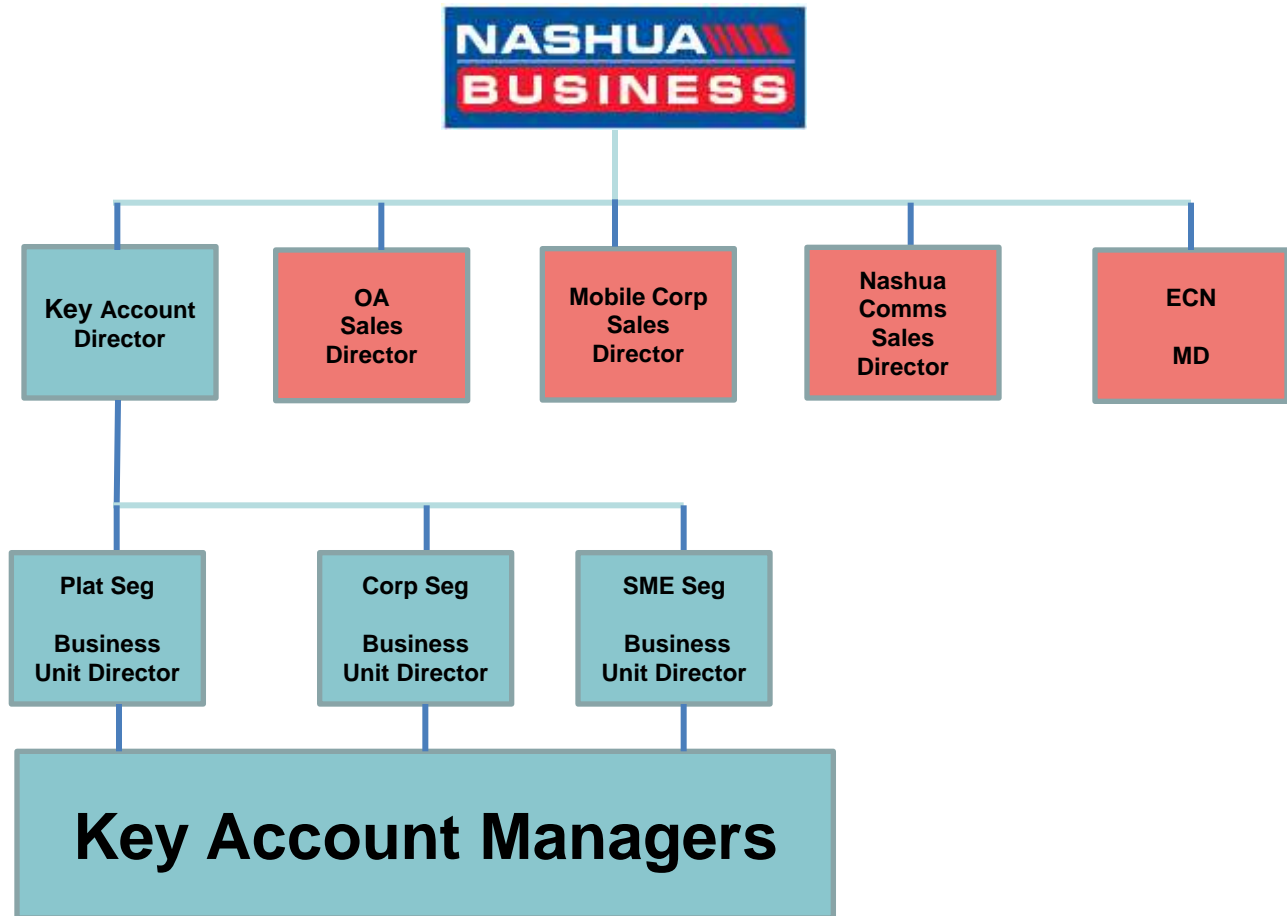 NASHUA
BUSINESS
Key Account
Director
OA
Sales
Director
Mobile Corp
Sales
Director
Nashua
Comms
Sales
Director
ECN
MD
Plat Seg
Business
Unit Director
Corp Seg
Business
Unit Director
SME Seg
Business
Unit Director
Key Account Managers